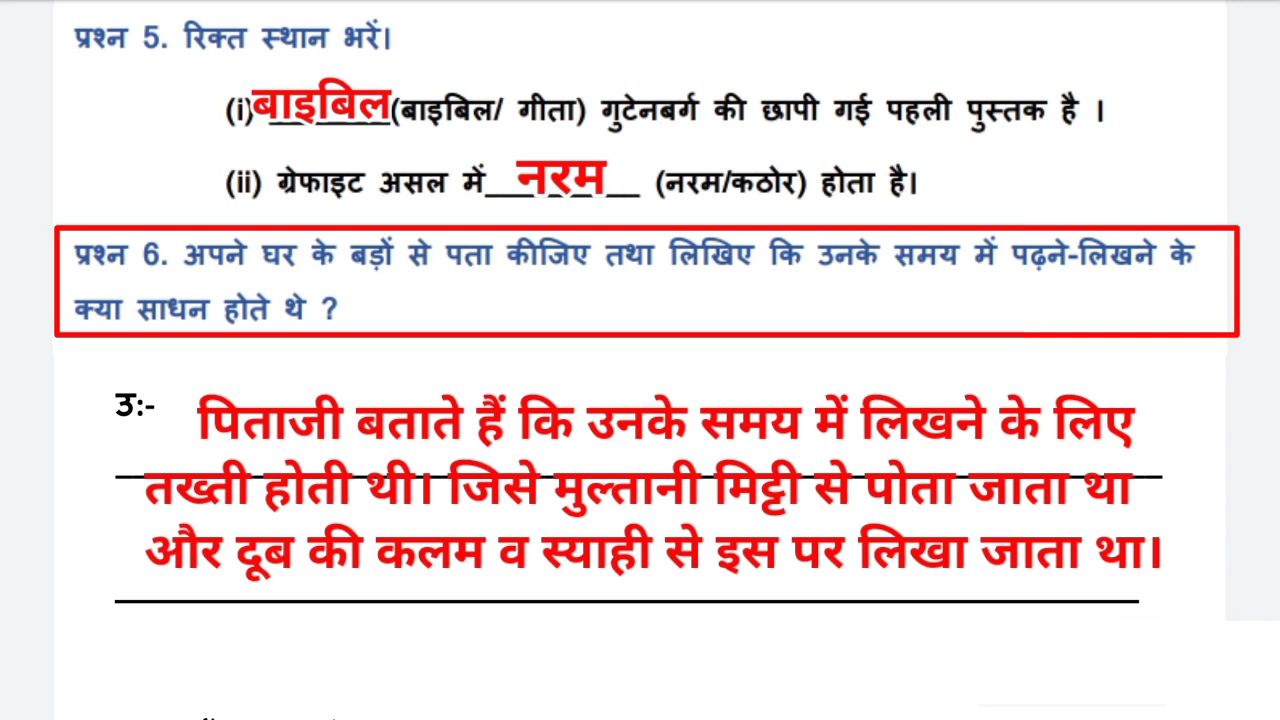 प्रश्न 5. रिक्त स्थान भरें।
(i)बाइबिल(बाइबिल/ गीता) गुटेनबर्ग की छापी गई पहली पुस्तक है ।
(ii) ग्रेफाइट असल में__नरम__ (नरम/कठोर) होता है।
प्रश्न 6. अपने घर के बड़ों से पता कीजिए तथा लिखिए कि उनके समय में पढ़ने-लिखने के
क्या साधन होते थे ?
उ:- पिताजी बताते हैं कि उनके समय में लिखने के लिए
तख्ती होती थी। जिसे मुल्तानी मिट्टी से पोता जाता था
और दूब की कलम व स्याही से इस पर लिखा जाता था।